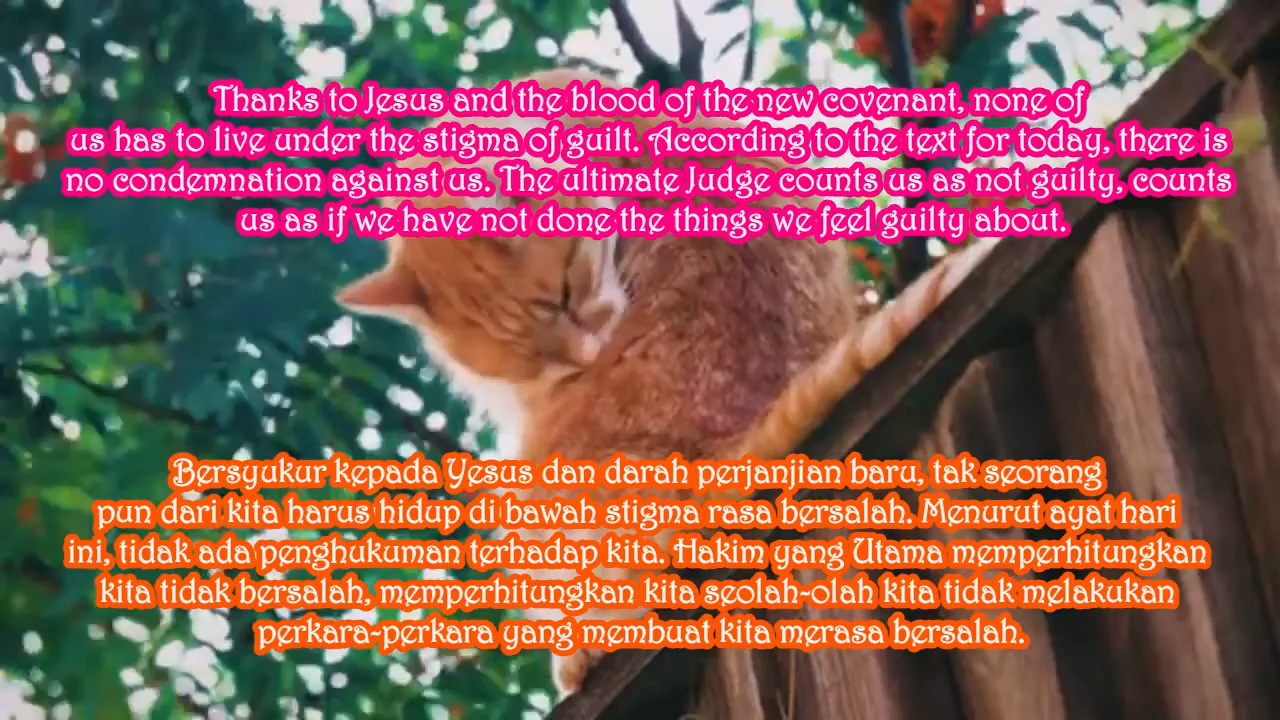 Thanks to Jesus and the blood of the new covenant, none of
us has to live under the stigma of guilt. According to the text for today, there is
no condemnation against us. The ultimate Judge counts us as not guilty, counts
us as if we have not done the things we feel guilty about.
Bersyukur kepada Yesus dan darah perjanjian baru, tak seorang
pun dari kita harus hidup di bawah stigma rasa bersalah. Menurut ayat hari
ini, tidak ada penghukuman terhadap kita. Hakim yang Utama memperhitungkan
kita tidak bersalah, memperhitungkan kita seolah-olah kita tidak melakukan
perkara-perkara yang membuat kita merasa bersalah.